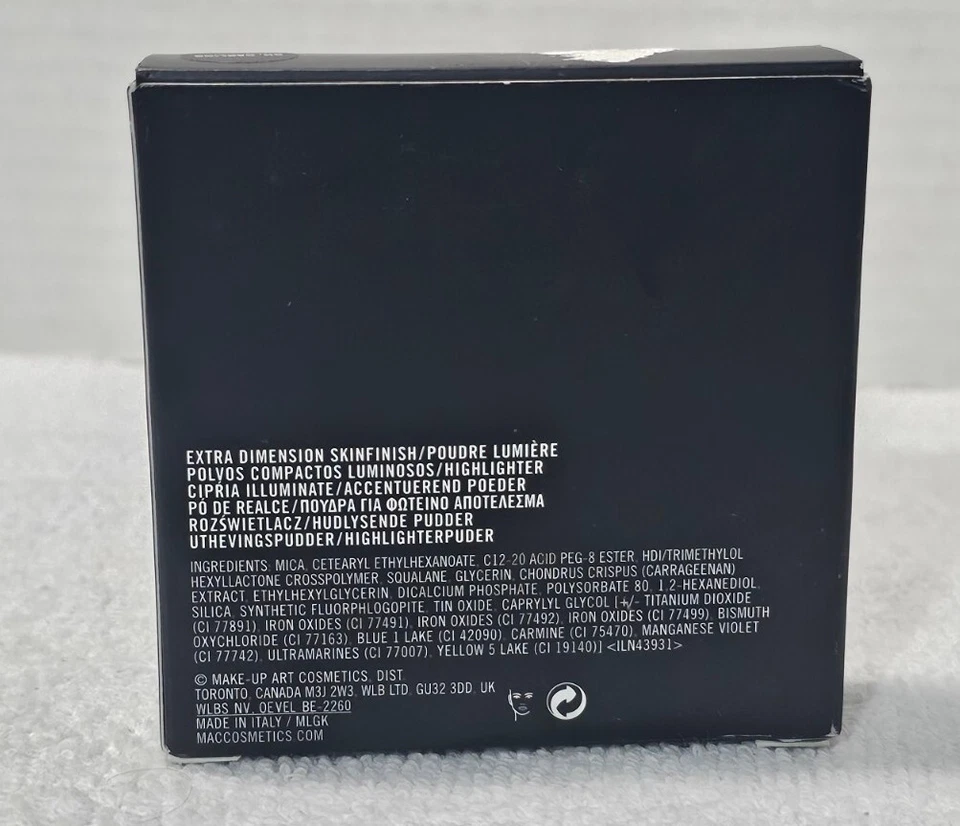 EXTRA DIMENSION SKINFINISH/POUDRE LUMIÈRE
POLVOS COMPACTOS LUMINOSOS/HIGHLIGHTER
CIPRIA ILLUMINATE/ACCENTUEREND POEDER
PÓ DE REALCE/ΠΟΥΔΡΑ ΓΙΑ ΦΩΤΕΙΝΟ ΑΠΟΤΕΛΕΣΜΑ
ROZŚWIETLACZ/HUDLYSENDE PUDDER
UTHEVINGSPUDDER/HIGHLIGHTERPUDER
INGREDIENTS: MICA, CETEARYL ETHYLHEXANOATE, C12-20 ACID PEG-8 ESTER, HDI/TRIMETHYLOL
HEXYLLACTONE CROSSPOLYMER, SQUALANE, GLYCERIN, CHONDRUS CRISPUS (CARRAGEENAN)
EXTRACT, ETHYLHEXYLGLYCERIN, DICALCIUM PHOSPHATE, POLYSORBATE 80, 1,2-HEXANEDIOL,
SILICA, SYNTHETIC FLUORPHLOGOPITE, TIN OXIDE, CAPRYLYL GLYCOL [+/- TITANIUM DIOXIDE
(CI 77891), IRON OXIDES (CI 77491), IRON OXIDES (CI 77492), IRON OXIDES (CI 77499), BISMUTH
OXYCHLORIDE (CI 77163), BLUE 1 LAKE (CI 42090), CARMINE (CI 75470), MANGANESE VIOLET
(CI 77742), ULTRAMARINES (CI 77007), YELLOW 5 LAKE (CI 19140)] <ILN43931>
© MAKE-UP ART COSMETICS, DIST.
TORONTO, CANADA M3J 2W3, WLB LTD, GU32 3DD, UK
WLBS NV, OEVEL BE-2260
MADE IN ITALY / MLGK
MACCOSMETICS.COM